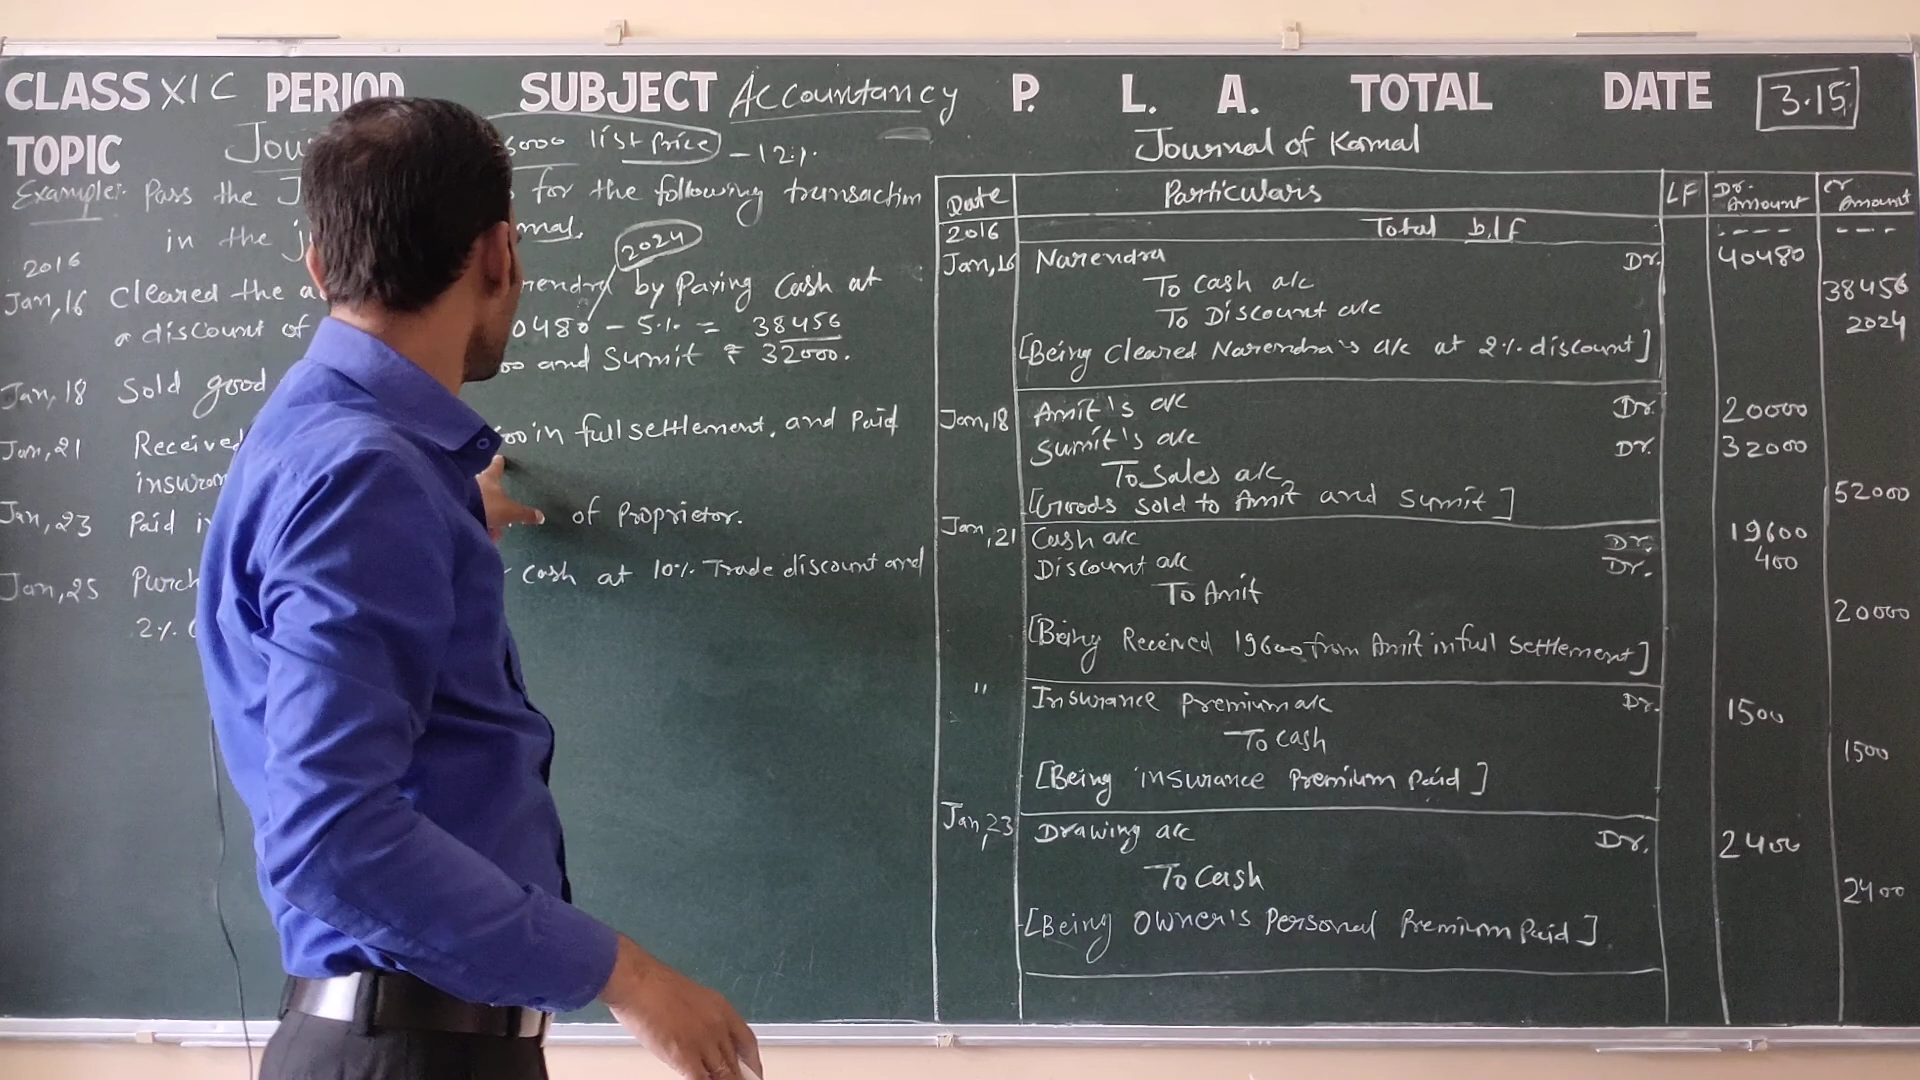 CLASS XI C PERIOD SUBJECT Accountancy P. L. A. TOTAL DATE 3.15
TOPIC
Jou 5000 list Price - 12%.
Example:- Pass the J for the following transaction
in the J mal.
2024
2016
Jan, 16 Cleared the a rendra by Paying Cash at
a discount of 0480 - 5% = 38456
00 and Sumit ₹ 32000.
Jan, 18 Sold good
Jan, 21 Received 00 in full settlement. and Paid
insuran
Jan, 23 Paid i of Proprietor.
Jan, 25 Purch cash at 10% Trade discount and
2%.
Journal of Kamal
Date Particulars LF Dr. Amount Cr Amount
2016 Total b/f ---- ----
Jan, 16 Narendra Dr. 40480
To Cash a/c 38456
To Discount a/c 2024
[Being Cleared Narendra's a/c at 2% discount]
Jan, 18 Amit's a/c Dr. 20000
Sumit's a/c Dr. 32000
To Sales a/c 52000
[Goods sold to Amit and Sumit]
Jan, 21 Cash a/c Dr. 19600
Discount a/c Dr. 400
To Amit 20000
[Being Received 19600 from Amit in full Settlement]
" Insurance Premium a/c Dr. 1500
To Cash 1500
[Being insurance Premium Paid]
Jan, 23 Drawing a/c Dr. 2400
To Cash 2400
[Being Owner's Personal Premium Paid]